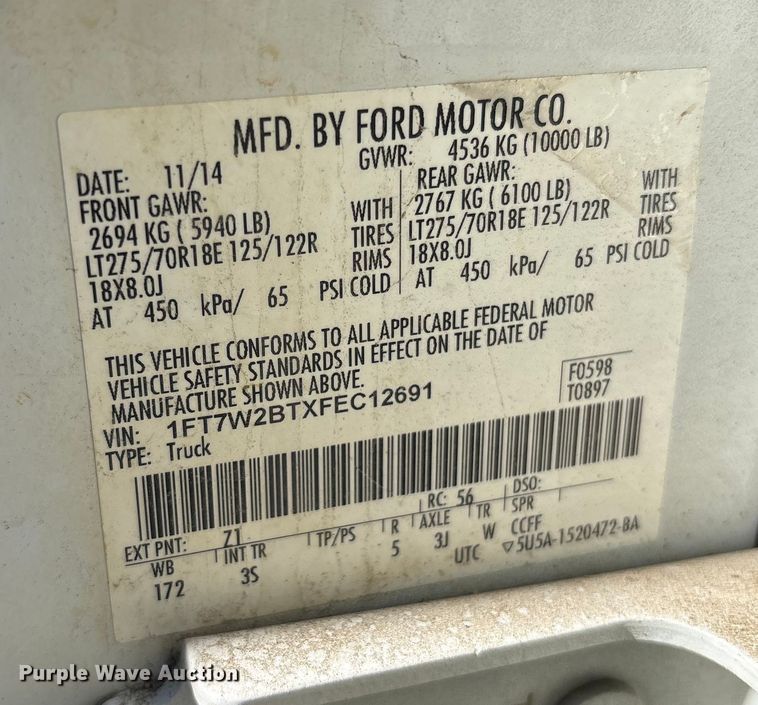 MFD. BY FORD MOTOR CO.
DATE: 11/14 GVWR: 4536 KG (10000 LB)
FRONT GAWR: REAR GAWR:
2694 KG ( 5940 LB) WITH 2767 KG ( 6100 LB) WITH
LT275/70R18E 125/122R TIRES LT275/70R18E 125/122R TIRES
18X8.0J RIMS 18X8.0J RIMS
AT 450 kPa/ 65 PSI COLD AT 450 kPa/ 65 PSI COLD
THIS VEHICLE CONFORMS TO ALL APPLICABLE FEDERAL MOTOR
VEHICLE SAFETY STANDARDS IN EFFECT ON THE DATE OF
MANUFACTURE SHOWN ABOVE.
F0598
VIN: 1FT7W2BTXFEC12691 T0897
TYPE: Truck
EXT PNT: Z1 RC: 56 DSO:
WB INT TR TP/PS R AXLE TR SPR
172 3S 5 3J W CCFF
UTC ▽5U5A-1520472-BA
Purple Wave Auction